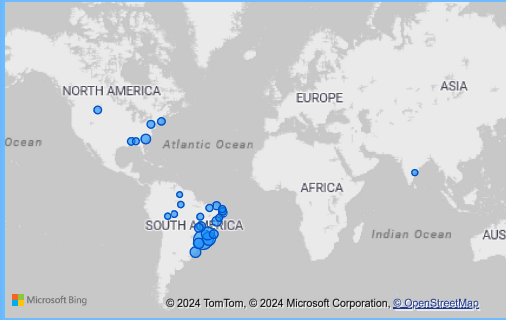 NORTH AMERICA
EUROPE
ASIA
Ocean
Atlantic Ocean
AFRICA
SOUTH AMERICA
Indian Ocean
AUS
Microsoft Bing
© 2024 TomTom, © 2024 Microsoft Corporation, © OpenStreetMap